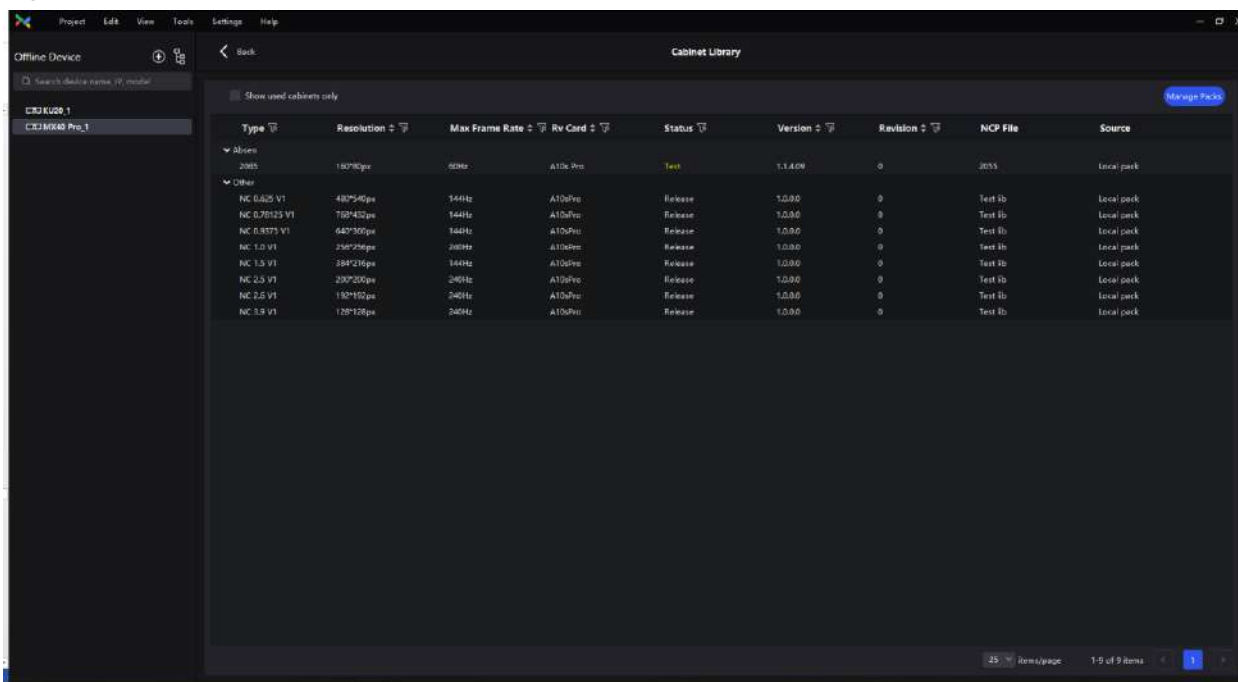 Project Edit View Tools Settings Help
Offline Device
Back
Cabinet Library
Search device name, IP, model
Show used cabinets only
Manage Packs
KU20_1
MX40 Pro_1
Type Resolution Max Frame Rate Rv Card Status Version Revision NCP File Source
Absen
160*90px 60Hz A10s Pro Test 0 Local pack
Other
NC 0.625 V1 480*540px 144Hz A10sPro Release 1.0.0.0 0 Test lib Local pack
NC 0.78125 V1 768*432px 144Hz A10sPro Release 1.0.0.0 0 Test lib Local pack
NC 0.9375 V1 640*360px 144Hz A10sPro Release 1.0.0.0 0 Test lib Local pack
NC 1.0 V1 256*256px 240Hz A10sPro Release 1.0.0.0 0 Test lib Local pack
NC 1.5 V1 384*216px 144Hz A10sPro Release 1.0.0.0 0 Test lib Local pack
NC 2.5 V1 200*200px 240Hz A10sPro Release 1.0.0.0 0 Test lib Local pack
NC 2.6 V1 192*192px 240Hz A10sPro Release 1.0.0.0 0 Test lib Local pack
NC 3.9 V1 128*128px 240Hz A10sPro Release 1.0.0.0 0 Test lib Local pack
25 items/page 1-9 of 9 items 1